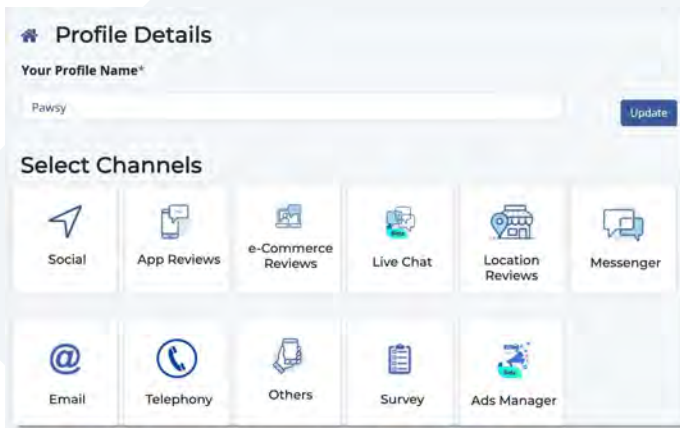 Profile Details
Your Profile Name*
Pawsy
Update
Select Channels
Social
App Reviews
e-Commerce
Reviews
Live Chat
Location
Reviews
Messenger
@
Email
Telephony
Others
Survey
Ads Manager